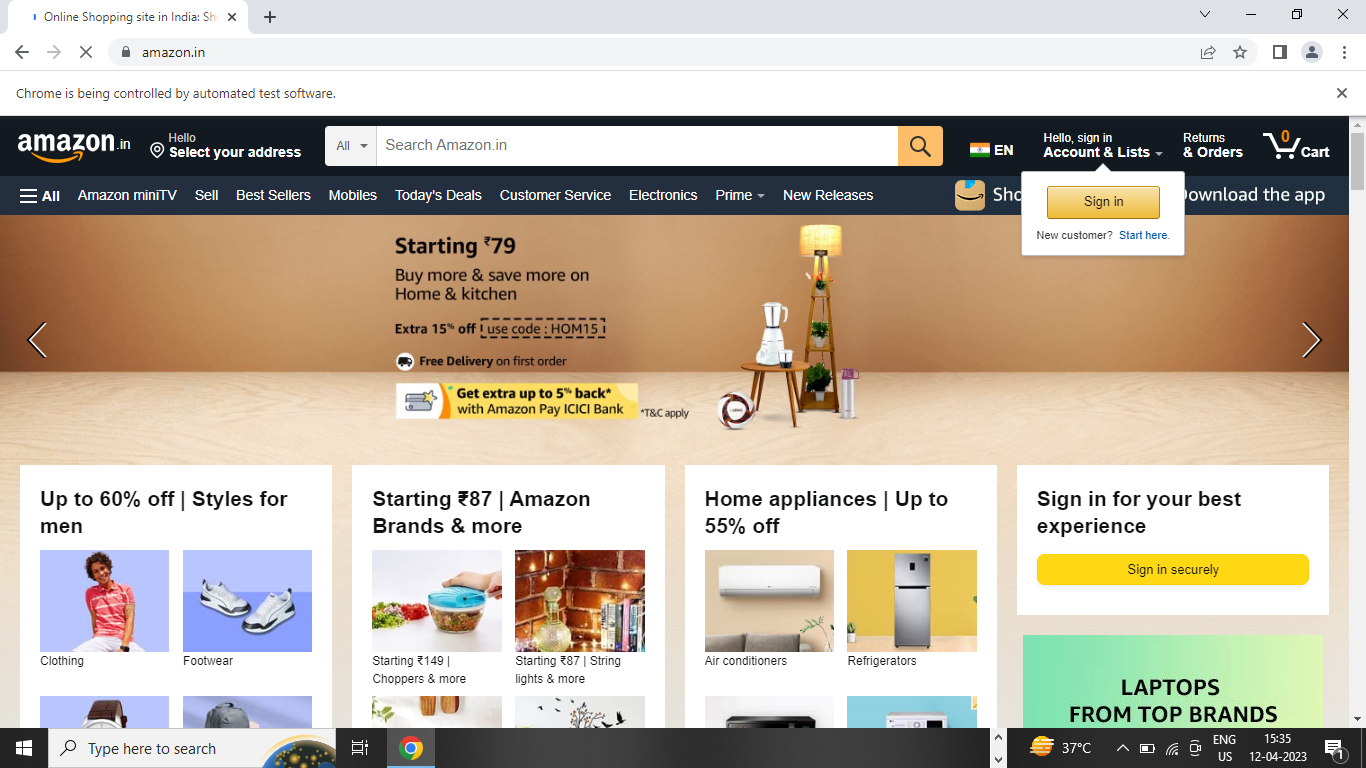 Online Shopping site in India: Sh
amazon.in
Chrome is being controlled by automated test software.
amazon.in
Hello
Select your address
All
Search Amazon.in
EN
Hello, sign in
Account & Lists
Returns
& Orders
0
Cart
All
Amazon miniTV
Sell
Best Sellers
Mobiles
Today's Deals
Customer Service
Electronics
Prime
New Releases
Sho
Download the app
Sign in
New customer? Start here.
Starting ₹79
Buy more & save more on
Home & kitchen
Extra 15% off use code : HOM15
Free Delivery on first order
Get extra up to 5% back*
with Amazon Pay ICICI Bank
*T&C apply
Up to 60% off | Styles for
men
Clothing
Footwear
Starting ₹87 | Amazon
Brands & more
Starting ₹149 |
Choppers & more
Starting ₹87 | String
lights & more
Home appliances | Up to
55% off
Air conditioners
Refrigerators
Sign in for your best
experience
Sign in securely
LAPTOPS
FROM TOP BRANDS
Type here to search
37°C
ENG
US
15:35
12-04-2023
1